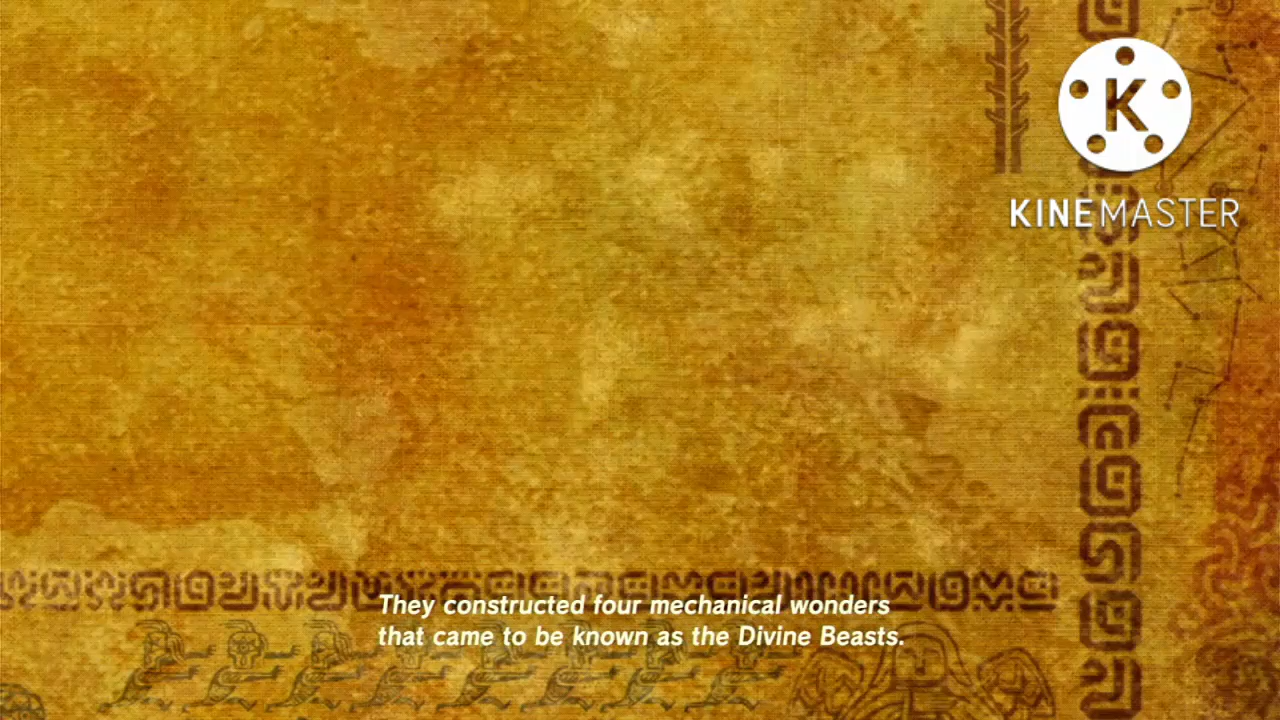 K
KINEMASTER
They constructed four mechanical wonders
that came to be known as the Divine Beasts.